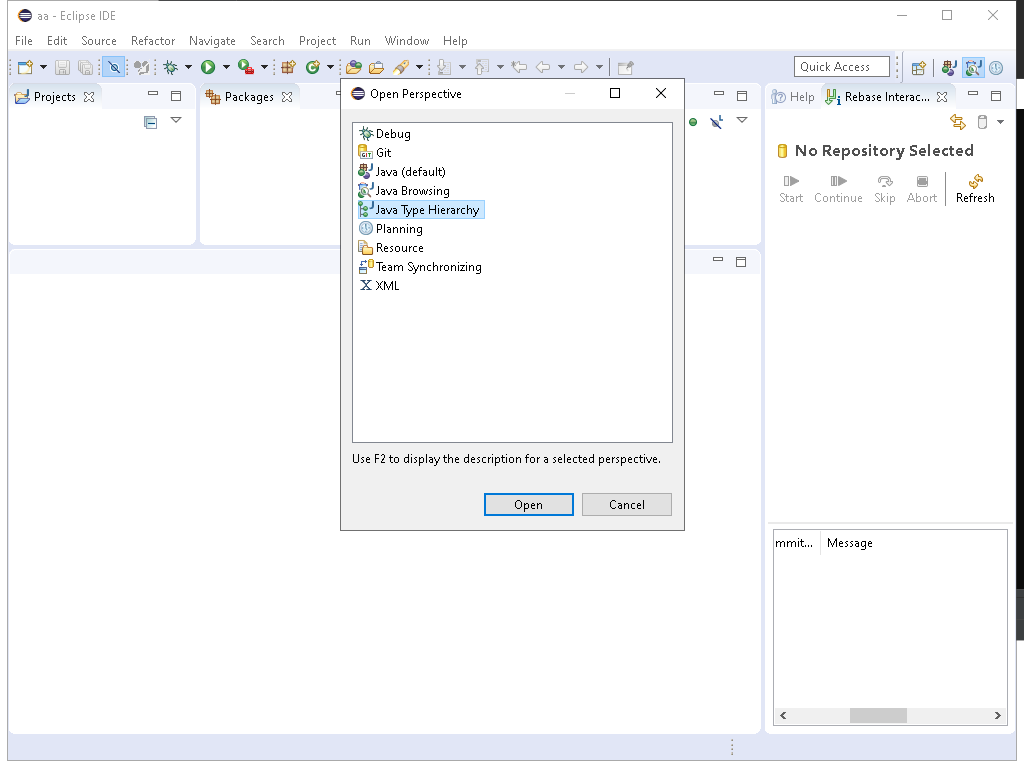 aa - Eclipse IDE
File Edit Source Refactor Navigate Search Project Run Window Help
Quick Access
Projects
Packages
Help
Rebase Interac...
Open Perspective
No Repository Selected
Start Continue Skip Abort Refresh
Debug
GIT Git
Java (default)
Java Browsing
Java Type Hierarchy
Planning
Resource
Team Synchronizing
X XML
Use F2 to display the description for a selected perspective.
Open Cancel
mmit... Message